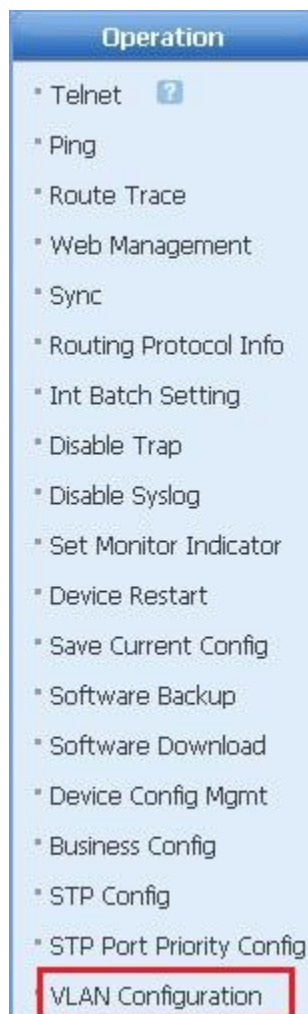 Operation
Telnet ?
Ping
Route Trace
Web Management
Sync
Routing Protocol Info
Int Batch Setting
Disable Trap
Disable Syslog
Set Monitor Indicator
Device Restart
Save Current Config
Software Backup
Software Download
Device Config Mgmt
Business Config
STP Config
STP Port Priority Config
VLAN Configuration